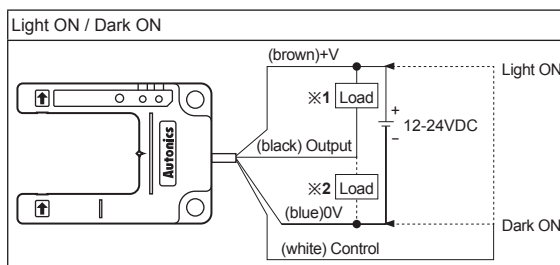 Light ON / Dark ON
(brown)+V
Light ON
※1 Load
+
12-24VDC
−
(black) Output
Autonics
※2 Load
(blue)0V
Dark ON
(white) Control